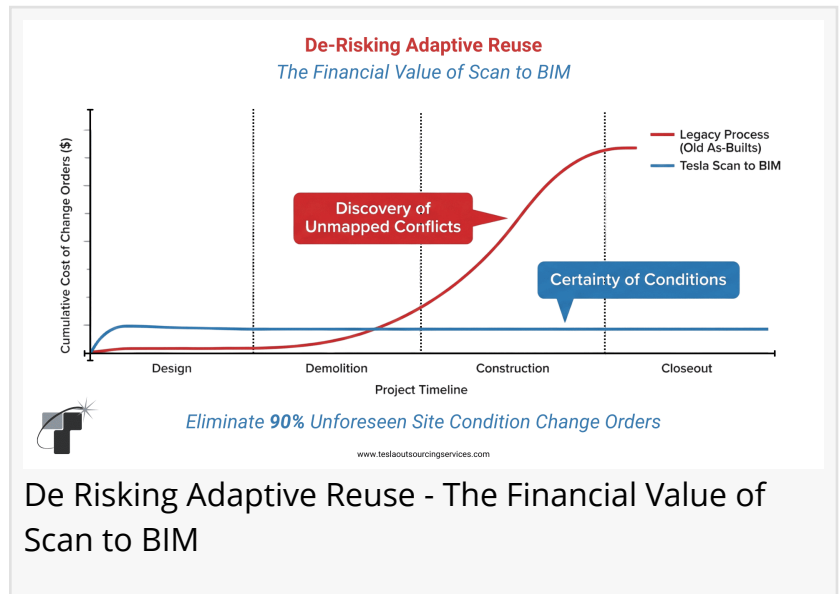 De-Risking Adaptive Reuse
The Financial Value of Scan to BIM
Cumulative Cost of Change Orders ($)
Legacy Process
(Old As-Builts)
Tesla Scan to BIM
Discovery of
Unmapped Conflicts
Certainty of Conditions
Design
Demolition
Construction
Closeout
Project Timeline
Eliminate 90% Unforeseen Site Condition Change Orders
www.teslaoutsourcingservices.com
De Risking Adaptive Reuse - The Financial Value of
Scan to BIM